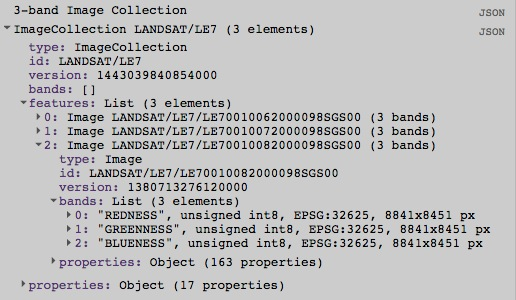 3-band Image Collection JSON
ImageCollection LANDSAT/LE7 (3 elements) JSON
type: ImageCollection
id: LANDSAT/LE7
version: 1443039840854000
bands: []
features: List (3 elements)
0: Image LANDSAT/LE7/LE70010062000098SGS00 (3 bands)
1: Image LANDSAT/LE7/LE70010072000098SGS00 (3 bands)
2: Image LANDSAT/LE7/LE70010082000098SGS00 (3 bands)
type: Image
id: LANDSAT/LE7/LE70010082000098SGS00
version: 1380713276120000
bands: List (3 elements)
0: "REDNESS", unsigned int8, EPSG:32625, 8841x8451 px
1: "GREENNESS", unsigned int8, EPSG:32625, 8841x8451 px
2: "BLUENESS", unsigned int8, EPSG:32625, 8841x8451 px
properties: Object (163 properties)
properties: Object (17 properties)